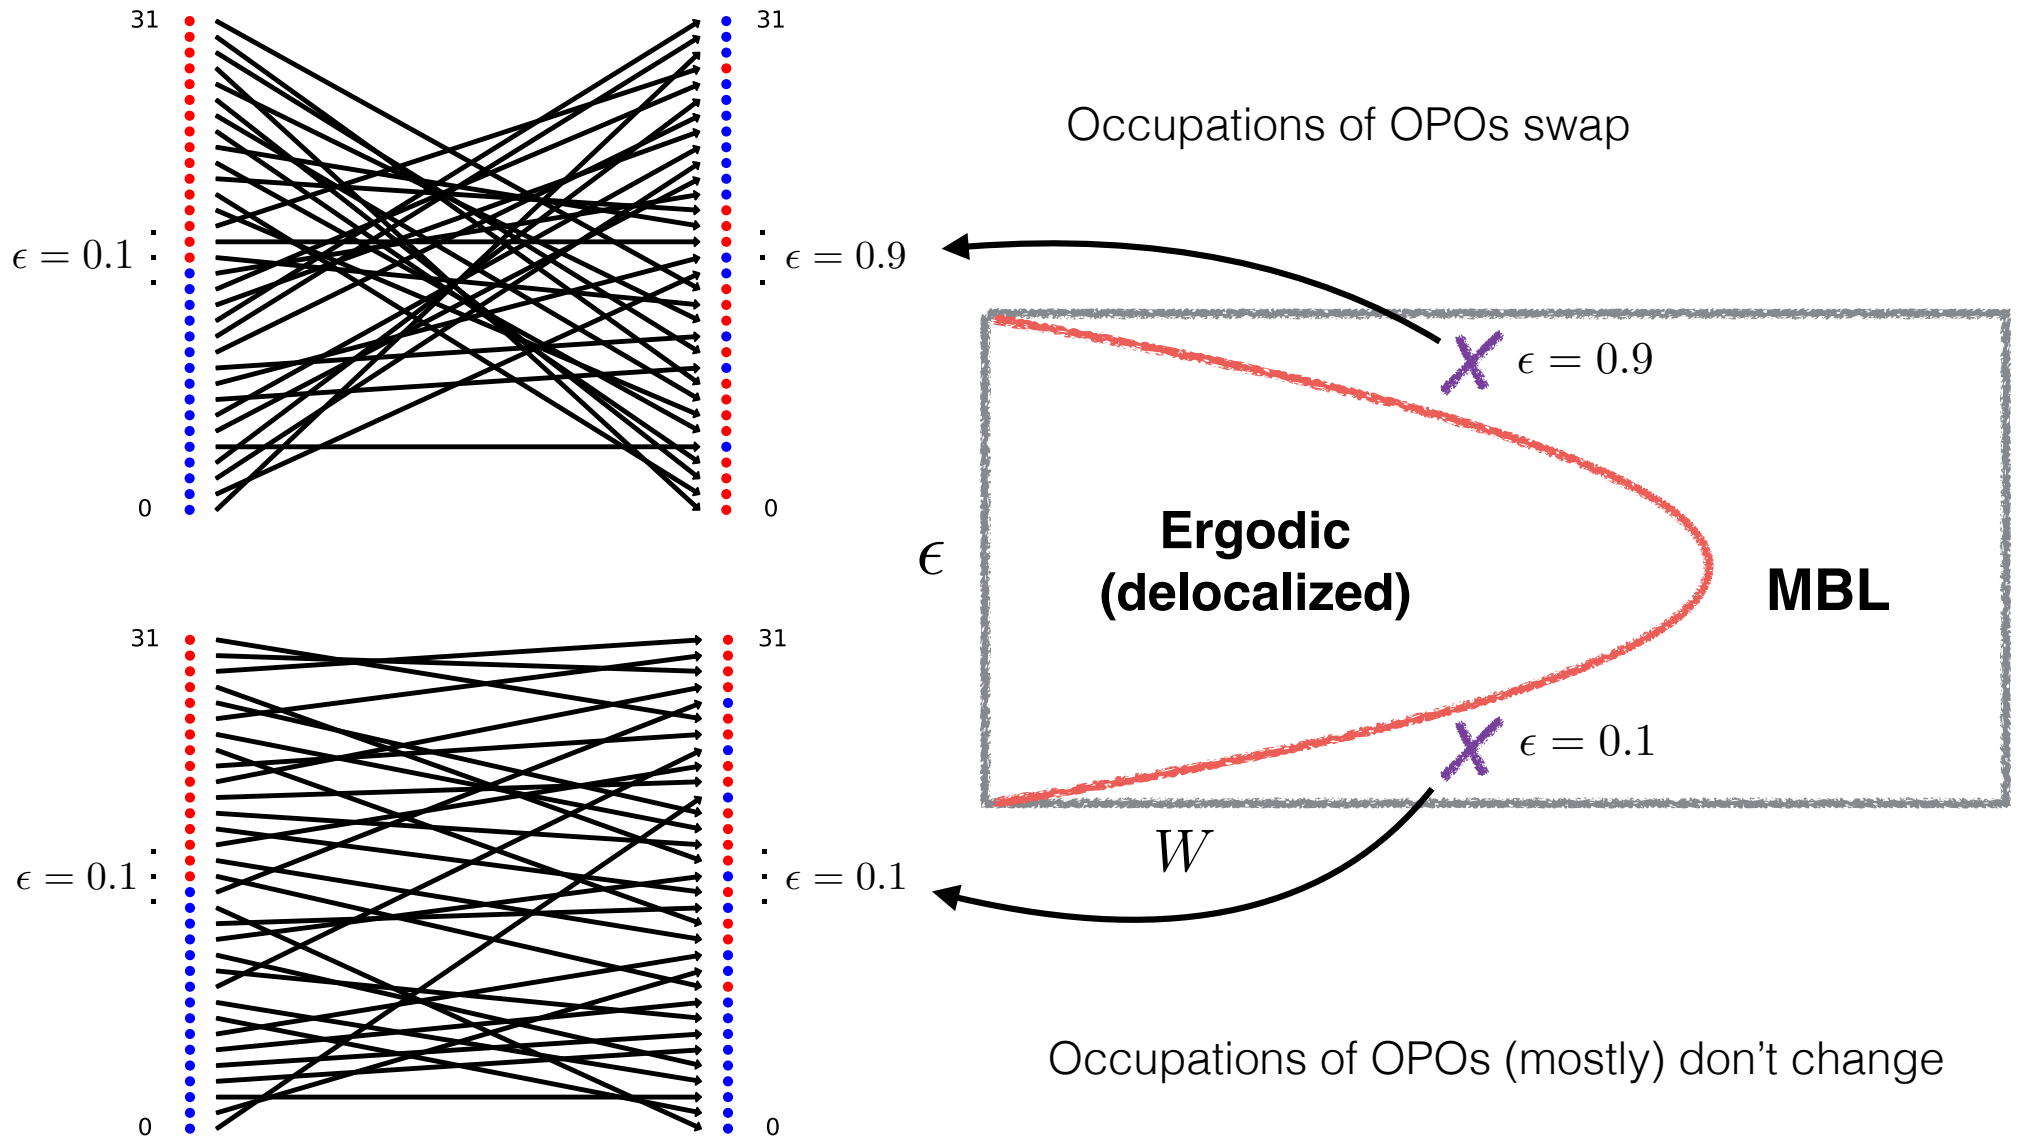 31
31
ϵ = 0.1
ϵ = 0.9
0
0
Occupations of OPOs swap
ϵ = 0.9
ϵ
Ergodic
(delocalized)
MBL
ϵ = 0.1
W
31
31
ϵ = 0.1
ϵ = 0.1
0
0
Occupations of OPOs (mostly) don't change